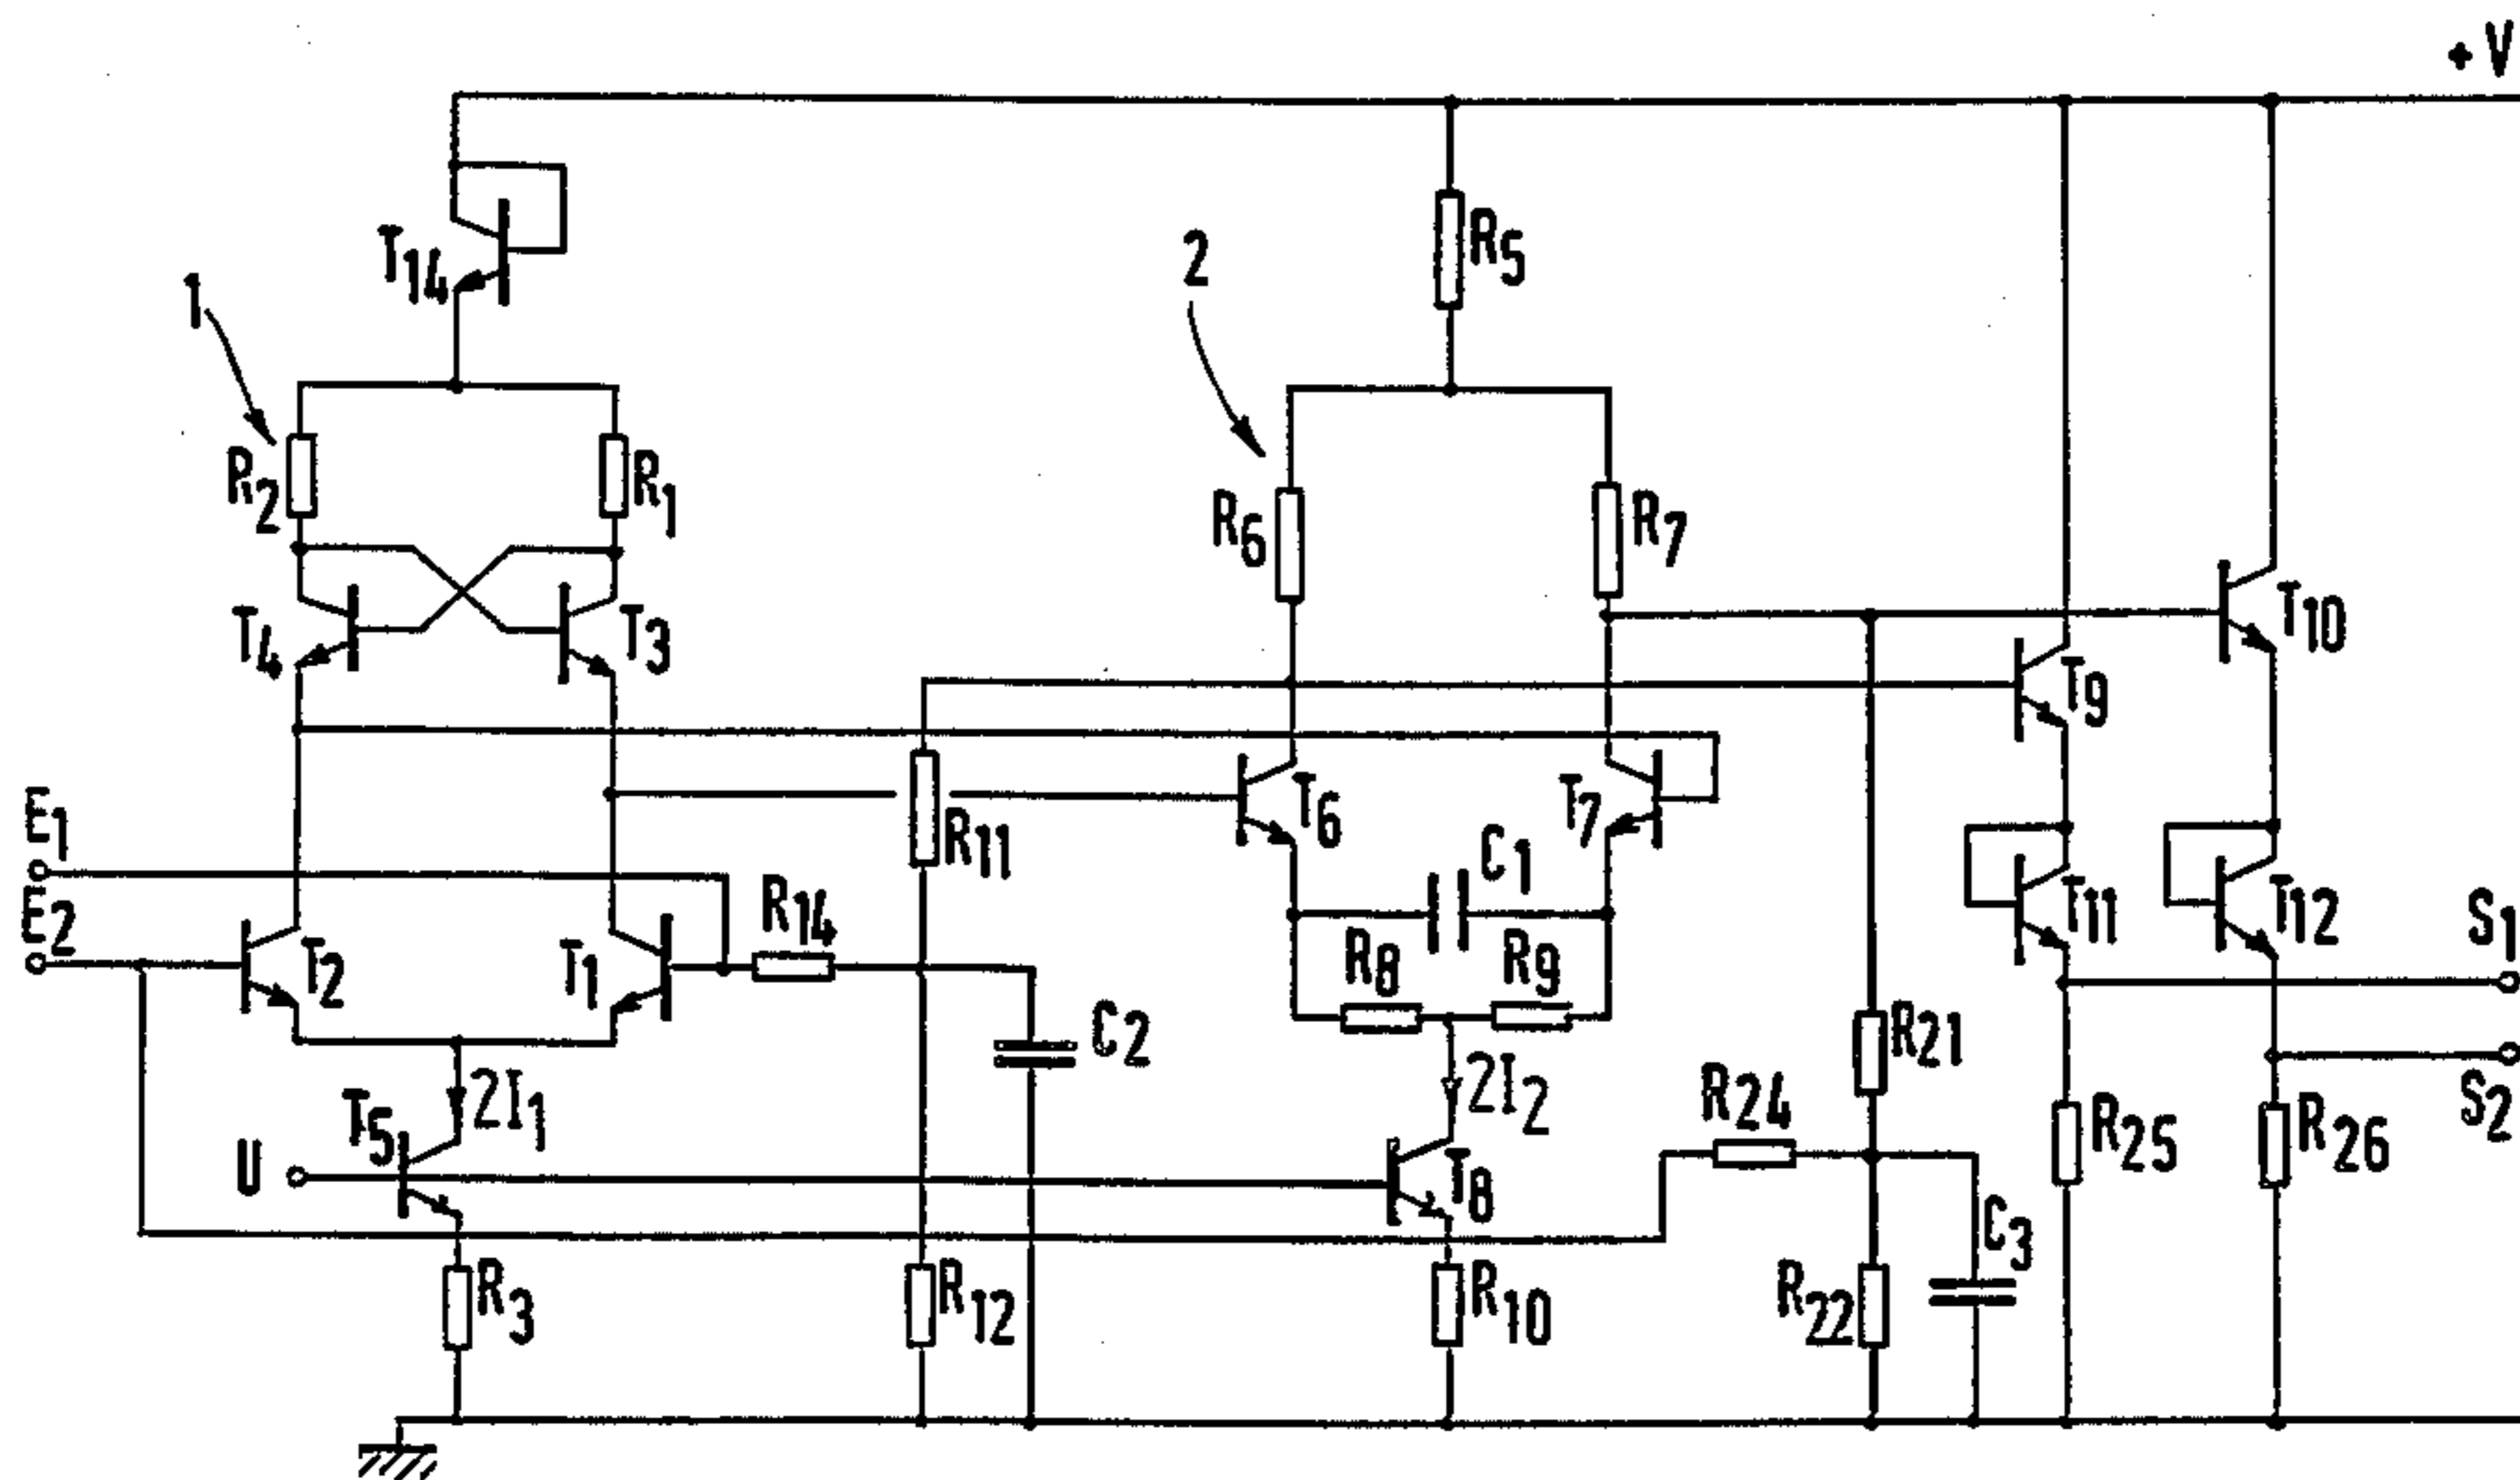 +V
T14
1
2
R5
R2
R1
R6
R7
T4
T3
T10
T9
E1
R11
T6
T7
C1
E2
R14
T2
T1
R8
R9
T11
T12
S1
C2
R21
2I1
2I2
R24
S2
T5
U
T8
R25
R26
C3
R3
R12
R10
R22